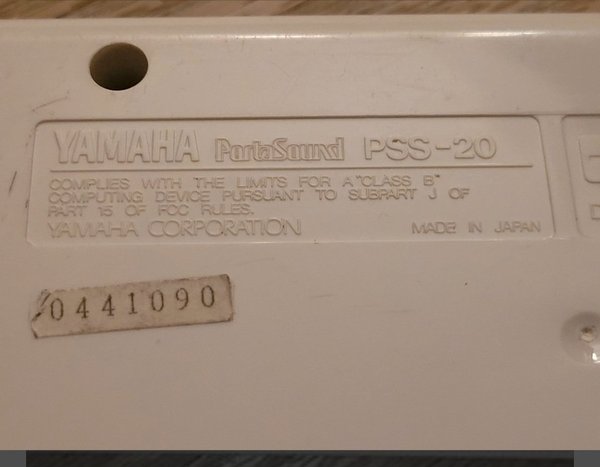 YAMAHA PortaSound PSS-20
COMPLIES WITH THE LIMITS FOR A "CLASS B"
COMPUTING DEVICE PURSUANT TO SUBPART J OF
PART 15 OF FCC RULES.
YAMAHA CORPORATION MADE IN JAPAN
0441090